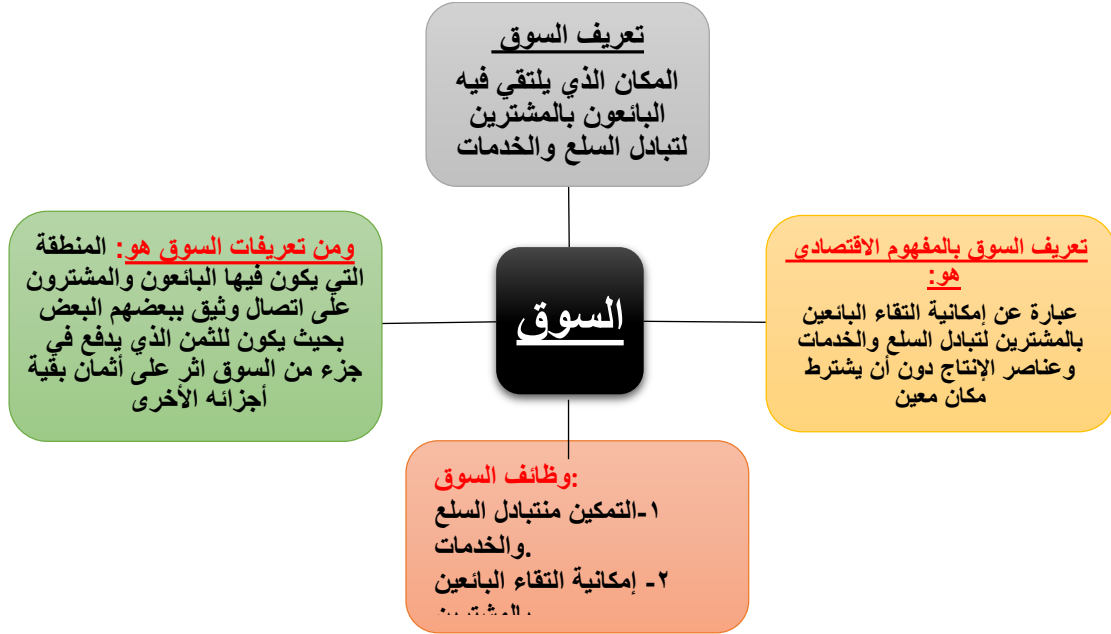 تعريف السوق
المكان الذي يلتقي فيه
البائعون بالمشترين
لتبادل السلع والخدمات
تعريف السوق بالمفهوم الاقتصادي
هو:
عبارة عن إمكانية التقاء البائعين
بالمشترين لتبادل السلع والخدمات
وعناصر الإنتاج دون أن يشترط
مكان معين
السوق
ومن تعريفات السوق هو: المنطقة
التي يكون فيها البائعون والمشترون
على اتصال وثيق ببعضهم البعض
بحيث يكون للثمن الذي يدفع في
جزء من السوق اثر على أثمان بقية
أجزائه الأخرى
وظائف السوق:
١-التمكين منتبادل السلع
والخدمات.
٢- إمكانية التقاء البائعين